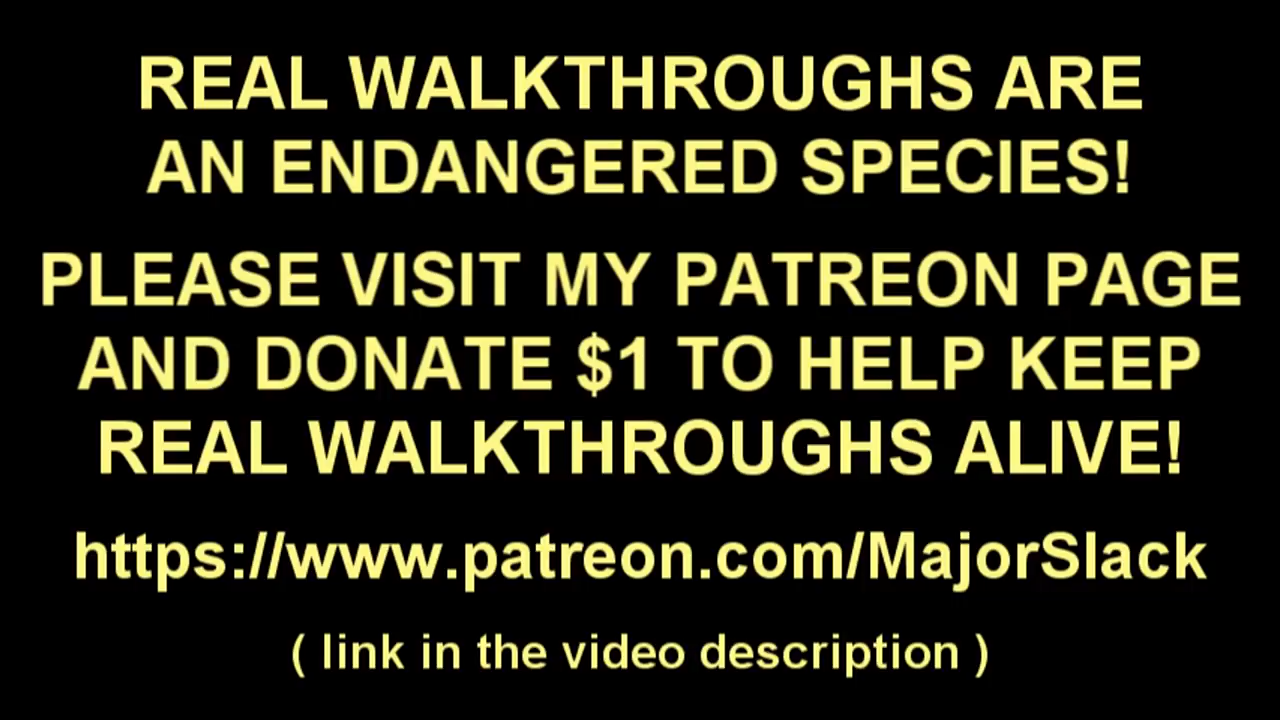 REAL WALKTHROUGHS ARE
AN ENDANGERED SPECIES!
PLEASE VISIT MY PATREON PAGE
AND DONATE $1 TO HELP KEEP
REAL WALKTHROUGHS ALIVE!
https://www.patreon.com/MajorSlack
( link in the video description )